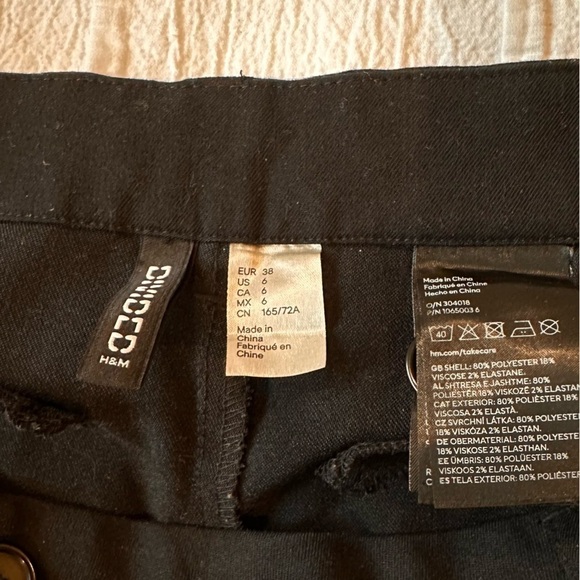 DIVIDED
H&M
EUR 38
US 6
CA 6
MX 6
CN 165/72A
Made in
China
Fabriqué en
Chine
Made in China
Fabriqué en Chine
Hecho en China
O/N 304018
P/N 1065003 6
40
hm.com/takecare
GB SHELL: 80% POLYESTER 18%
VISCOSE 2% ELASTANE.
AL SHTRESA E JASHTME: 80%
POLIESTËR 18% VISKOZË 2% ELASTAN
CAT EXTERIOR: 80% POLIÈSTER 18%
VISCOSA 2% ELASTÀ.
CZ SVRCHNÍ LÁTKA: 80% POLYESTER
18% VISKÓZA 2% ELASTAN.
DE OBERMATERIAL: 80% POLYESTER
18% VISKOSE 2% ELASTHAN.
EE ÜMBRIS: 80% POLÜESTER 18%
VISKOOS 2% ELASTAAN.
ES TELA EXTERIOR: 80% POLIÉSTER